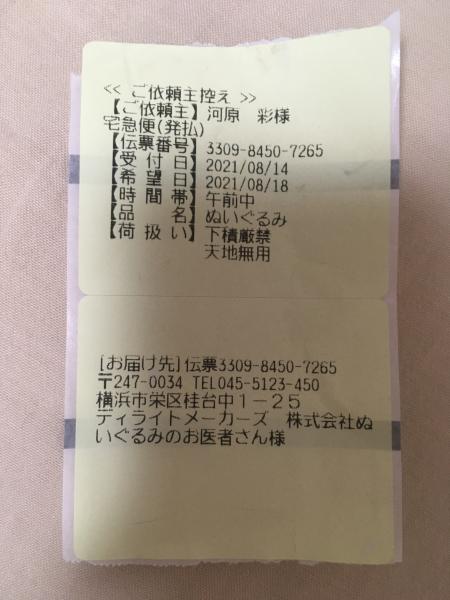 << ご依頼主控え >>
【ご依頼主】河原　彩様
宅急便(発払)
【伝票番号】3309-8450-7265
【受付日】2021/08/14
【希望日】2021/08/18
【時間帯】午前中
【品　　名】ぬいぐるみ
【荷扱い】下積厳禁
天地無用
[お届け先]伝票3309-8450-7265
〒247-0034 TEL045-5123-450
横浜市栄区桂台中１－２５
ディライトメーカーズ　株式会社ぬ
いぐるみのお医者さん様